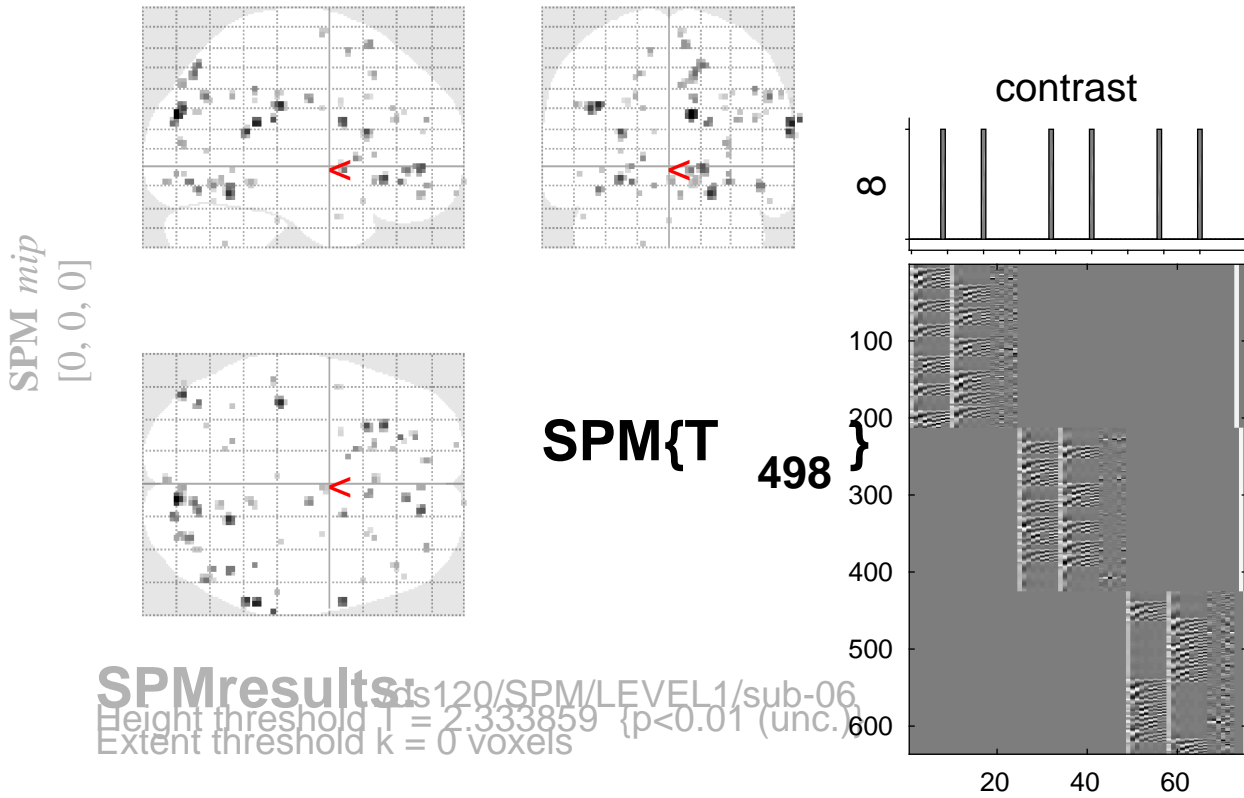 SPM mip
[0, 0, 0]
<
<
<
SPM{T 498 }
SPMresults: /ds120/SPM/LEVEL1/sub-06
Height threshold T = 2.333859 {p<0.01 (unc.)}
Extent threshold k = 0 voxels
contrast
8
100
200
300
400
500
600
20 40 60